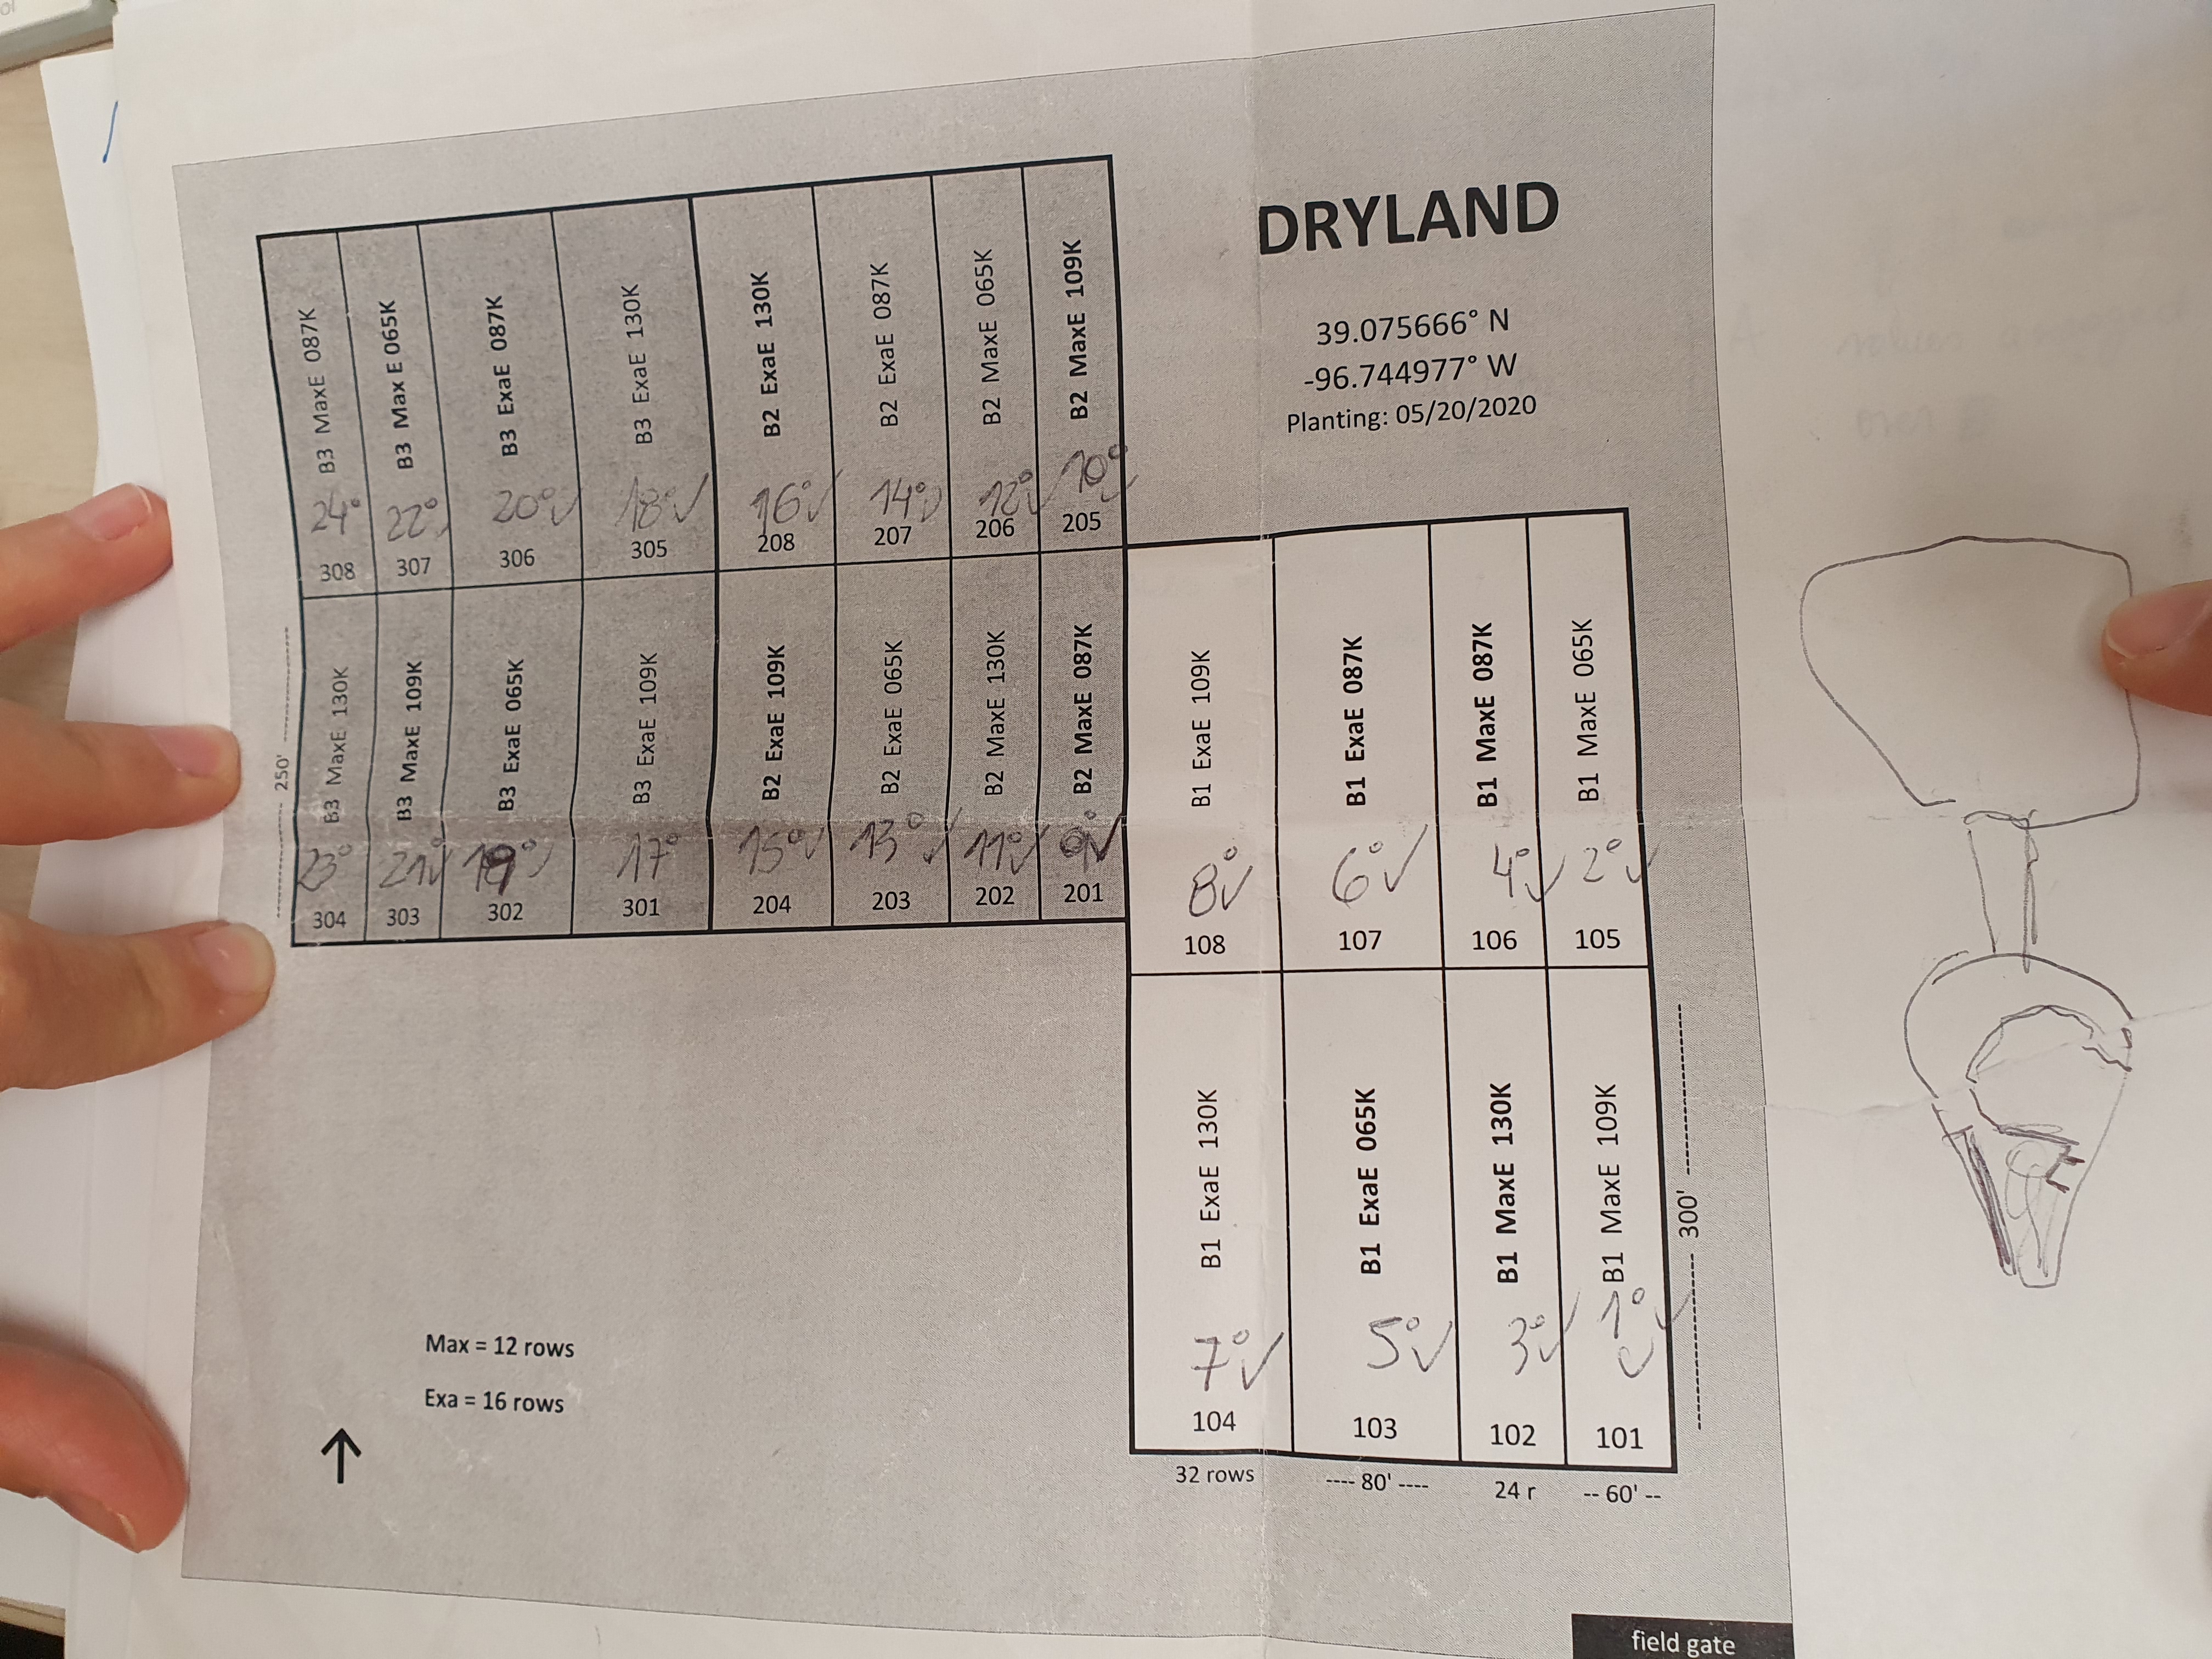 DRYLAND
39.075666° N
-96.744977° W
Planting: 05/20/2020
250'
304 23° B3 MaxE 130K
308 24° B3 MaxE 087K
303 21° B3 MaxE 109K
307 22° B3 Max E 065K
302 19° B3 ExaE 065K
306 20° B3 ExaE 087K
301 17° B3 ExaE 109K
305 18° B3 ExaE 130K
204 15° B2 ExaE 109K
208 16° B2 ExaE 130K
203 13° B2 ExaE 065K
207 14° B2 ExaE 087K
202 11° B2 MaxE 130K
206 12° B2 MaxE 065K
201 9° B2 MaxE 087K
205 10° B2 MaxE 109K
104 7° B1 ExaE 130K
108 8° B1 ExaE 109K
103 5° B1 ExaE 065K
107 6° B1 ExaE 087K
102 3° B1 MaxE 130K
106 4° B1 MaxE 087K
101 1° B1 MaxE 109K
105 2° B1 MaxE 065K
300'
32 rows ---- 80' ---- 24 r -- 60' --
Max = 12 rows
Exa = 16 rows
field gate